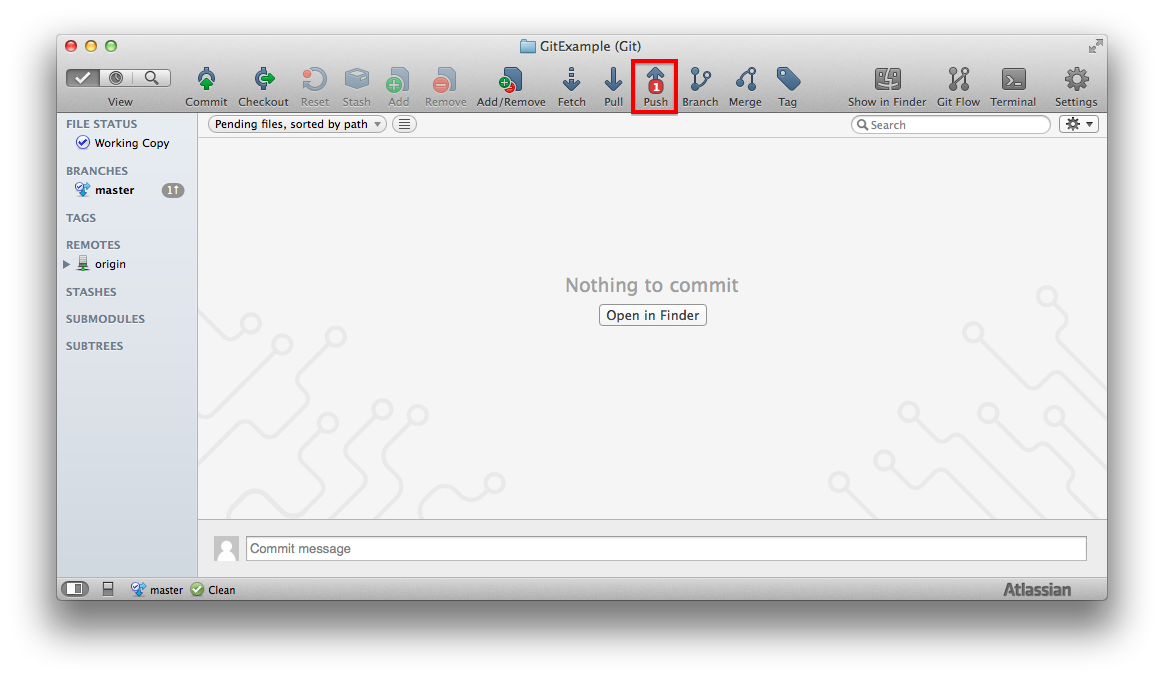 GitExample (Git)
View
Commit
Checkout
Reset
Stash
Add
Remove
Add/Remove
Fetch
Pull
1
Push
Branch
Merge
Tag
Show in Finder
Git Flow
Terminal
Settings
FILE STATUS
Working Copy
BRANCHES
master 1↑
TAGS
REMOTES
origin
STASHES
SUBMODULES
SUBTREES
Pending files, sorted by path
Search
Nothing to commit
Open in Finder
Commit message
master Clean
Atlassian